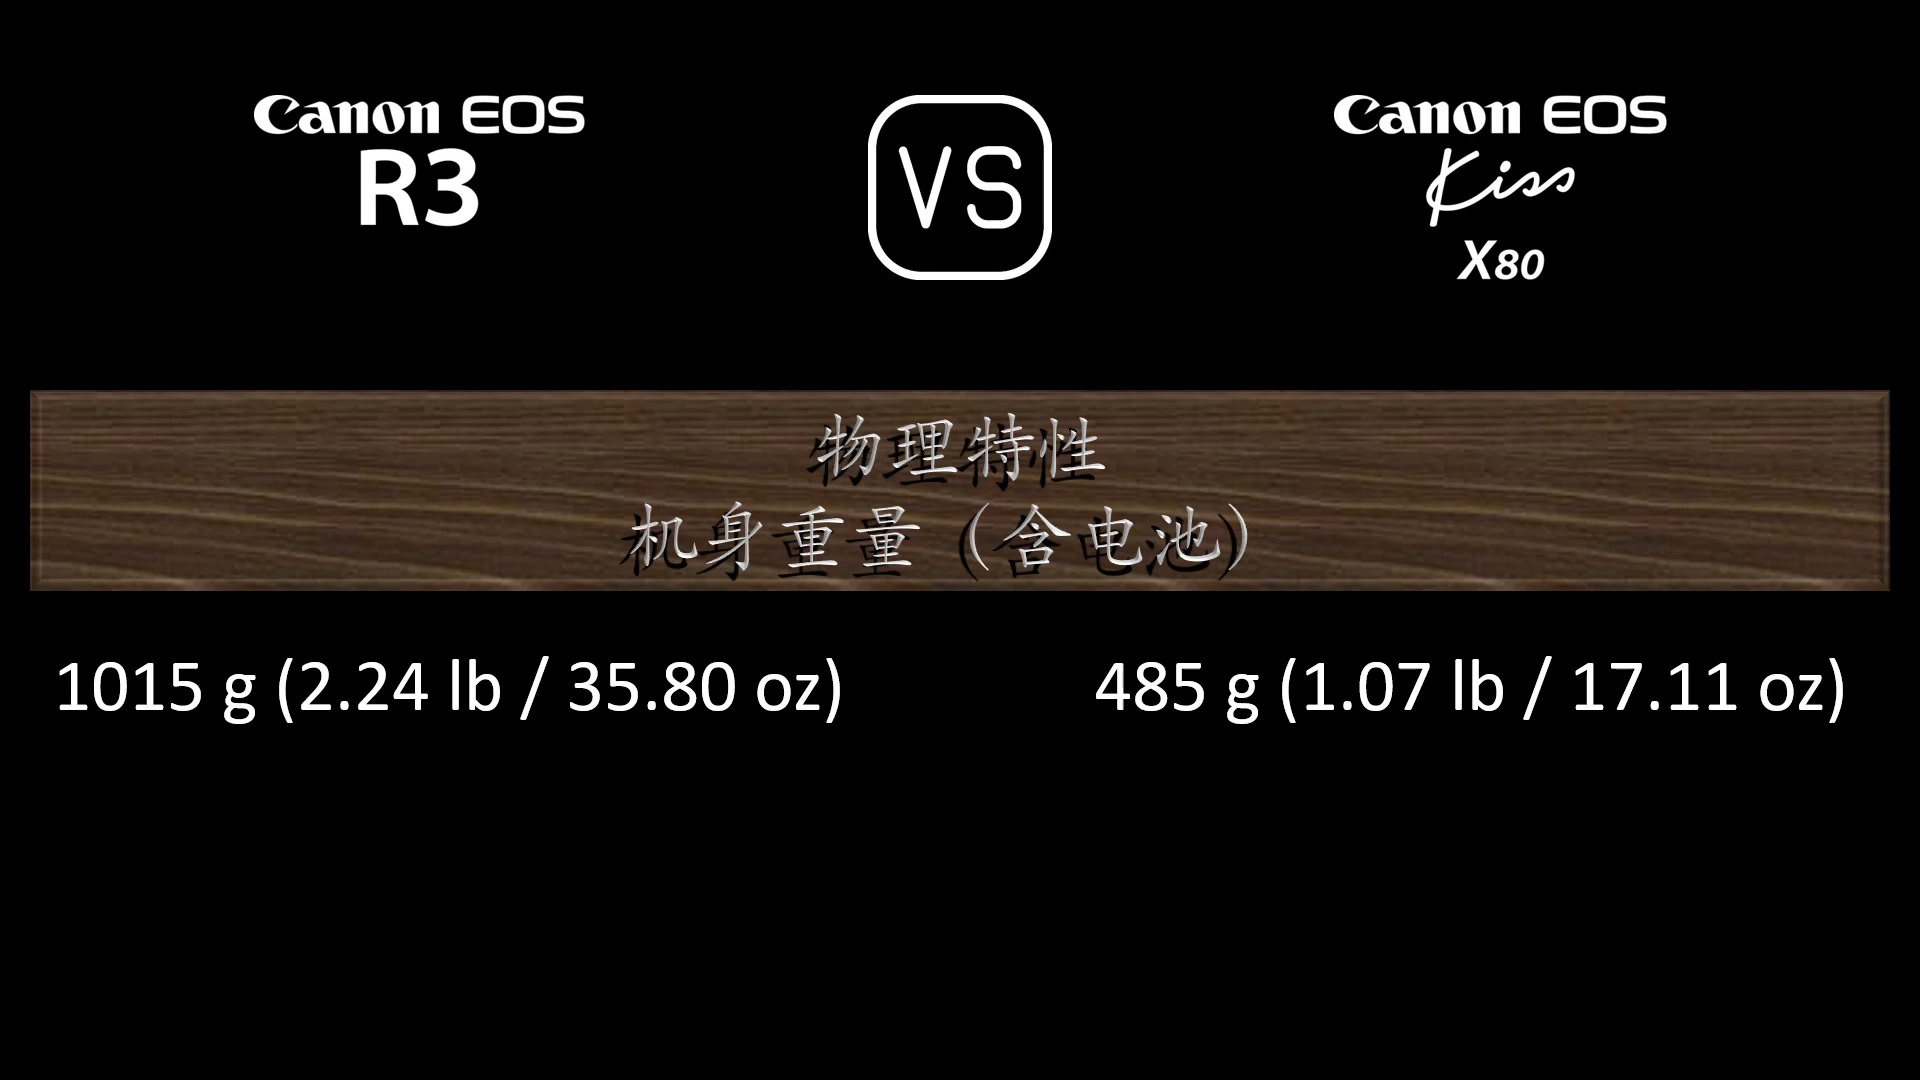 Canon EOS
R3
VS
Canon EOS
Kiss
X80
物理特性
机身重量（含电池）
1015 g (2.24 lb / 35.80 oz)
485 g (1.07 lb / 17.11 oz)